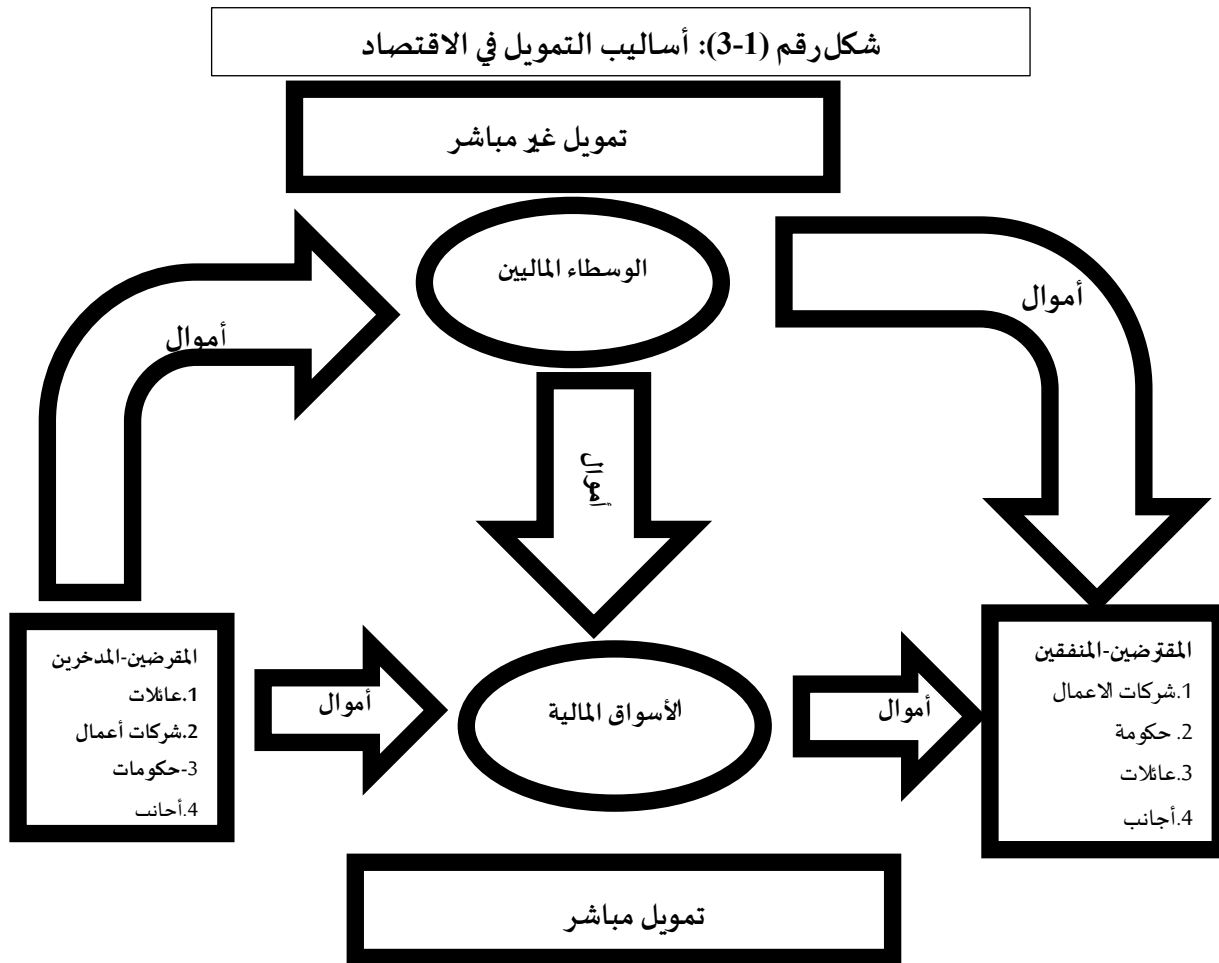 شكل رقم (1-3): أساليب التمويل في الاقتصاد
تمويل غير مباشر
الوسطاء الماليين
أموال
أموال
أموال
المقترضين-المنفقين
1.شركات الاعمال
2. حكومة
3.عائلات
4.أجانب
أموال
الأسواق المالية
أموال
المقرضين-المدخرين
1.عائلات
2.شركات أعمال
3-حكومات
4.أحانب
تمويل مباشر